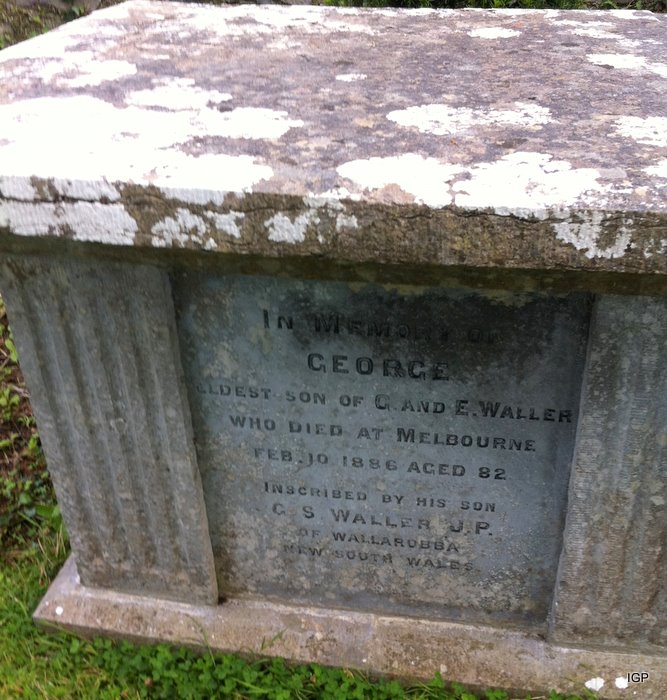 IN MEMORY OF
GEORGE
ELDEST SON OF G. AND E. WALLER
WHO DIED AT MELBOURNE
FEB. 10 1886 AGED 82
INSCRIBED BY HIS SON
G S WALLER J.P.
OF WALLAROBBA
NEW SOUTH WALES
IGP